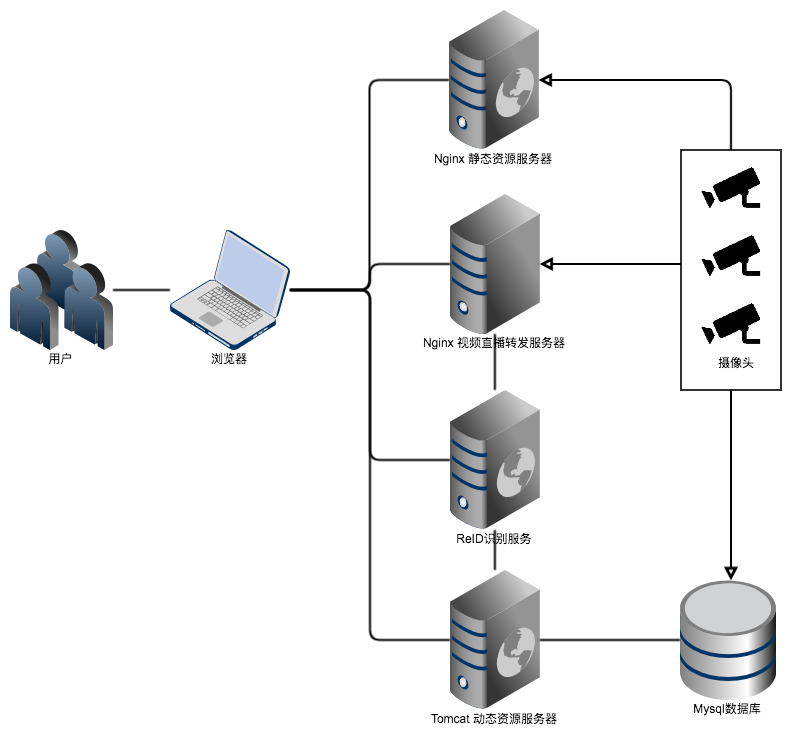 Nginx 静态资源服务器
用户
浏览器
Nginx 视频直播转发服务器
摄像头
ReID识别服务
Tomcat 动态资源服务器
Mysql数据库